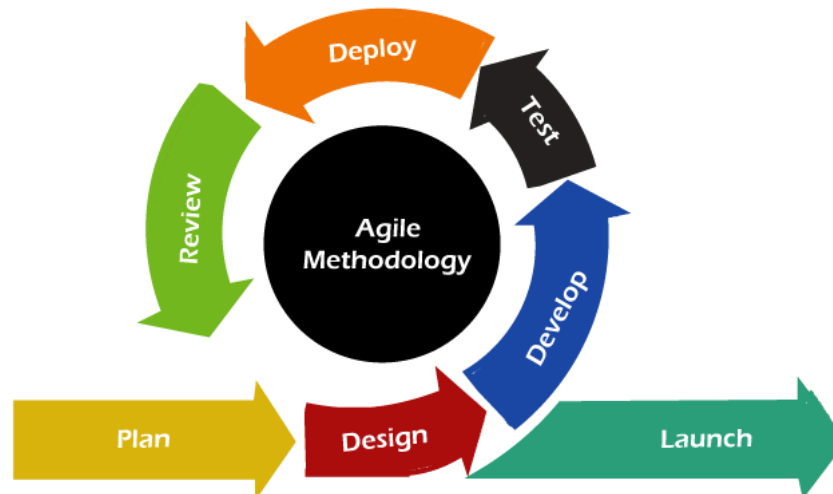 Deploy
Test
Review
Agile
Methodology
Develop
Plan
Design
Launch